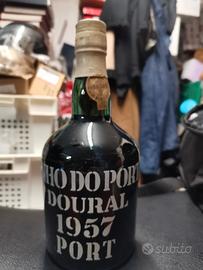 HO DO POR
DOURAL
1957
PORT
subito